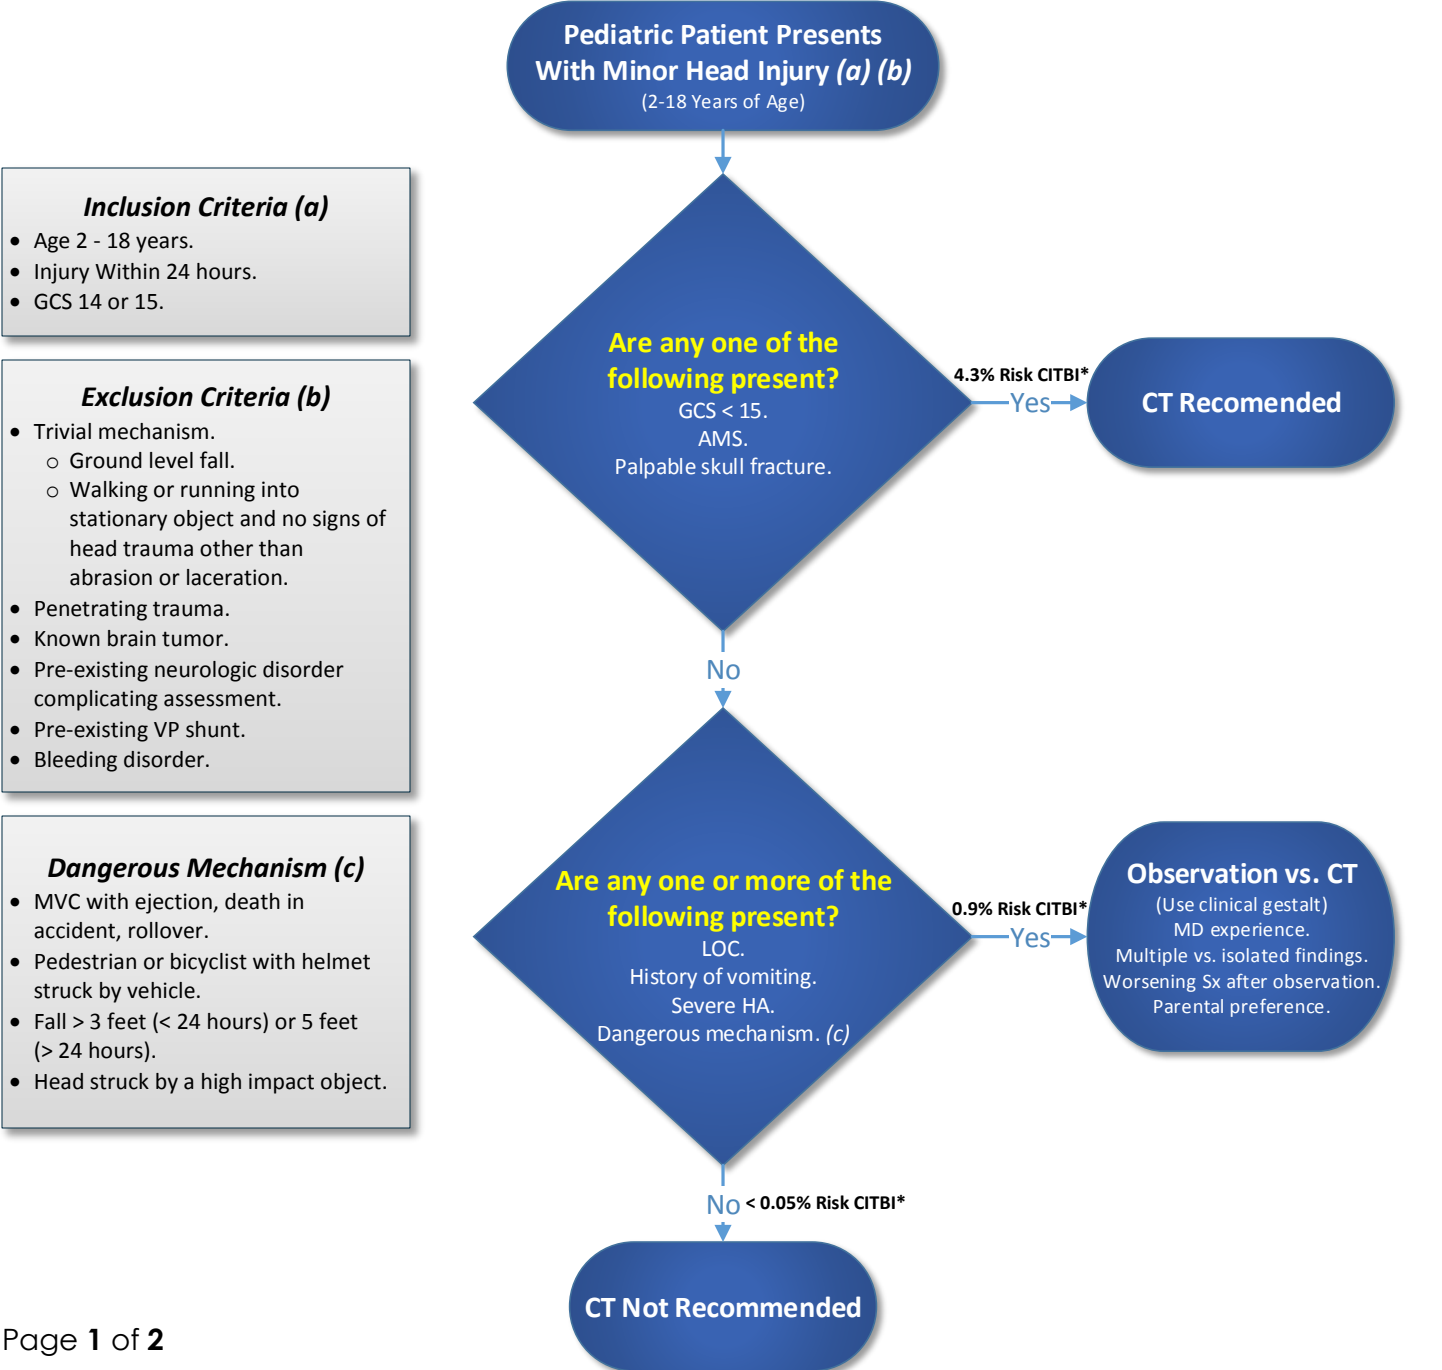 Pediatric Patient Presents
With Minor Head Injury (a) (b)
(2-18 Years of Age)
Inclusion Criteria (a)
• Age 2 - 18 years.
• Injury Within 24 hours.
• GCS 14 or 15.
Exclusion Criteria (b)
• Trivial mechanism.
o Ground level fall.
o Walking or running into
stationary object and no signs of
head trauma other than
abrasion or laceration.
• Penetrating trauma.
• Known brain tumor.
• Pre-existing neurologic disorder
complicating assessment.
• Pre-existing VP shunt.
• Bleeding disorder.
Dangerous Mechanism (c)
• MVC with ejection, death in
accident, rollover.
• Pedestrian or bicyclist with helmet
struck by vehicle.
• Fall > 3 feet (< 24 hours) or 5 feet
(> 24 hours).
• Head struck by a high impact object.
Are any one of the
following present?
GCS < 15.
AMS.
Palpable skull fracture.
4.3% Risk CITBI*
Yes
CT Recomended
No
Are any one or more of the
following present?
LOC.
History of vomiting.
Severe HA.
Dangerous mechanism. (c)
0.9% Risk CITBI*
Yes
Observation vs. CT
(Use clinical gestalt)
MD experience.
Multiple vs. isolated findings.
Worsening Sx after observation.
Parental preference.
No < 0.05% Risk CITBI*
CT Not Recommended
Page 1 of 2